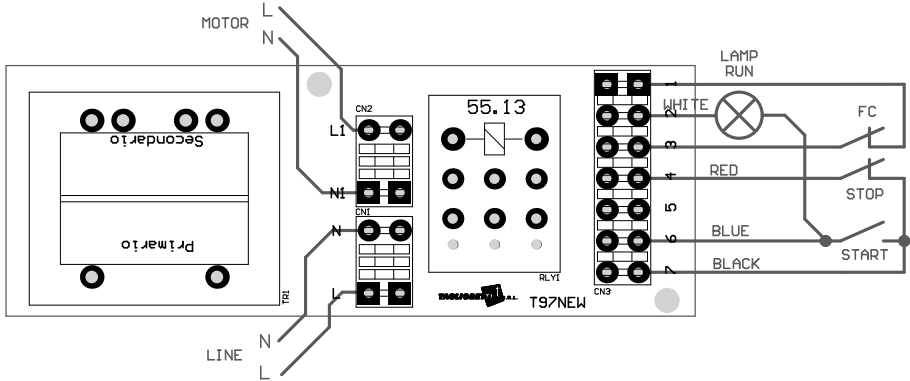 L
MOTOR
N
LAMP
RUN
1
CN2
55.13
WHITE
2
FC
L1
Secondario
3
RED
4
STOP
N1
CN1
5
N
BLUE
6
Primario
START
BLACK
7
RLY1
TR1
L
CN3
TAGLIABET S.R.L.
T97NEW
N
LINE
L